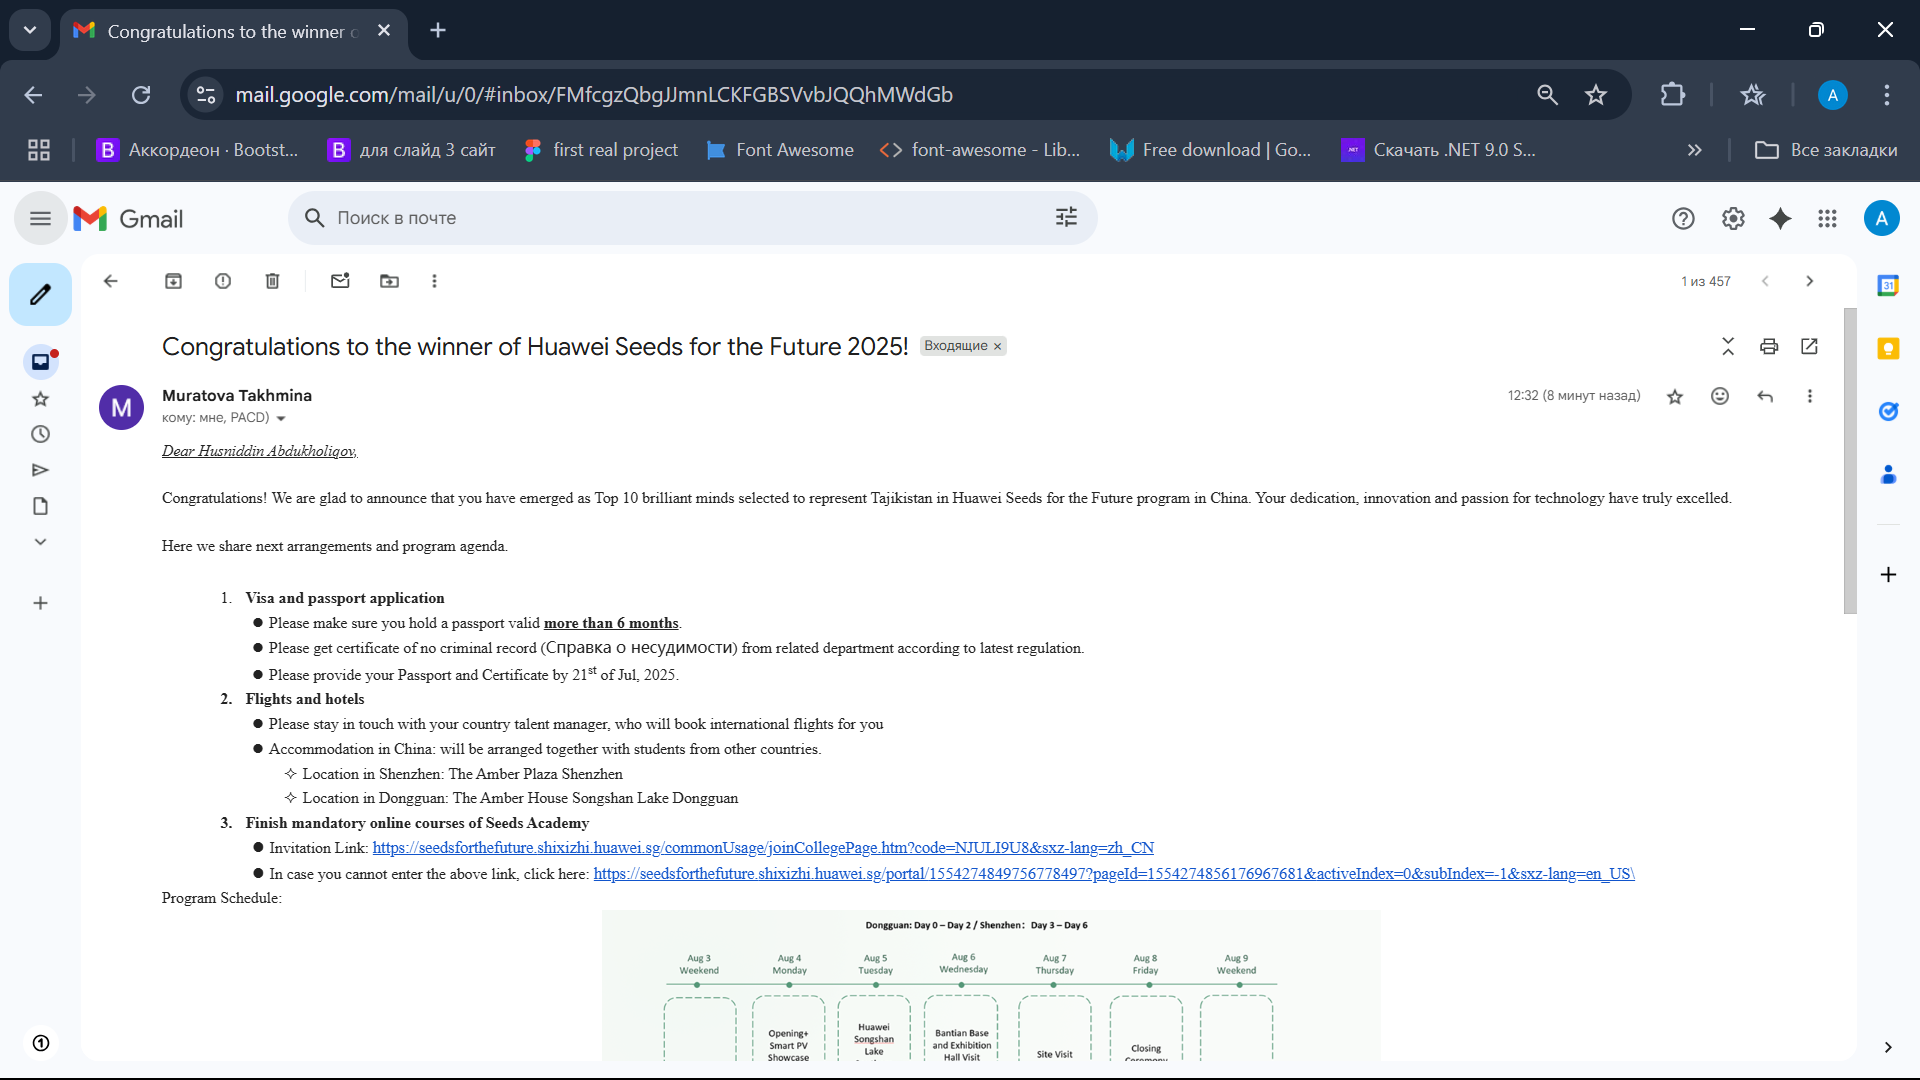 Congratulations to the winner o
mail.google.com/mail/u/0/#inbox/FMfcgzQbgJJmnLCKFGBSVvbJQQhMWdGb
A
Аккордеон · Bootst...
для слайд 3 сайт
first real project
Font Awesome
font-awesome - Lib...
Free download | Go...
Скачать .NET 9.0 S...
Все закладки
Gmail
Поиск в почте
A
1 из 457
Congratulations to the winner of Huawei Seeds for the Future 2025! Входящие ×
M
Muratova Takhmina
12:32 (8 минут назад)
кому: мне, PACD)
Dear Husniddin Abdukholiqov,
Congratulations! We are glad to announce that you have emerged as Top 10 brilliant minds selected to represent Tajikistan in Huawei Seeds for the Future program in China. Your dedication, innovation and passion for technology have truly excelled.
Here we share next arrangements and program agenda.
1. Visa and passport application
● Please make sure you hold a passport valid more than 6 months.
● Please get certificate of no criminal record (Справка о несудимости) from related department according to latest regulation.
● Please provide your Passport and Certificate by 21st of Jul, 2025.
2. Flights and hotels
● Please stay in touch with your country talent manager, who will book international flights for you
● Accommodation in China: will be arranged together with students from other countries.
✧ Location in Shenzhen: The Amber Plaza Shenzhen
✧ Location in Dongguan: The Amber House Songshan Lake Dongguan
3. Finish mandatory online courses of Seeds Academy
● Invitation Link: https://seedsforthefuture.shixizhi.huawei.sg/commonUsage/joinCollegePage.htm?code=NJULI9U8&sxz-lang=zh_CN
● In case you cannot enter the above link, click here: https://seedsforthefuture.shixizhi.huawei.sg/portal/1554274849756778497?pageId=1554274856176967681&activeIndex=0&subIndex=-1&sxz-lang=en_US\
Program Schedule:
Dongguan: Day 0 – Day 2 / Shenzhen: Day 3 – Day 6
Aug 3
Weekend
Aug 4
Monday
Aug 5
Tuesday
Aug 6
Wednesday
Aug 7
Thursday
Aug 8
Friday
Aug 9
Weekend
Opening+
Smart PV
Showcase
Huawei
Songshan
Lake
Bantian Base
and Exhibition
Hall Visit
Site Visit
Closing
Ceremony